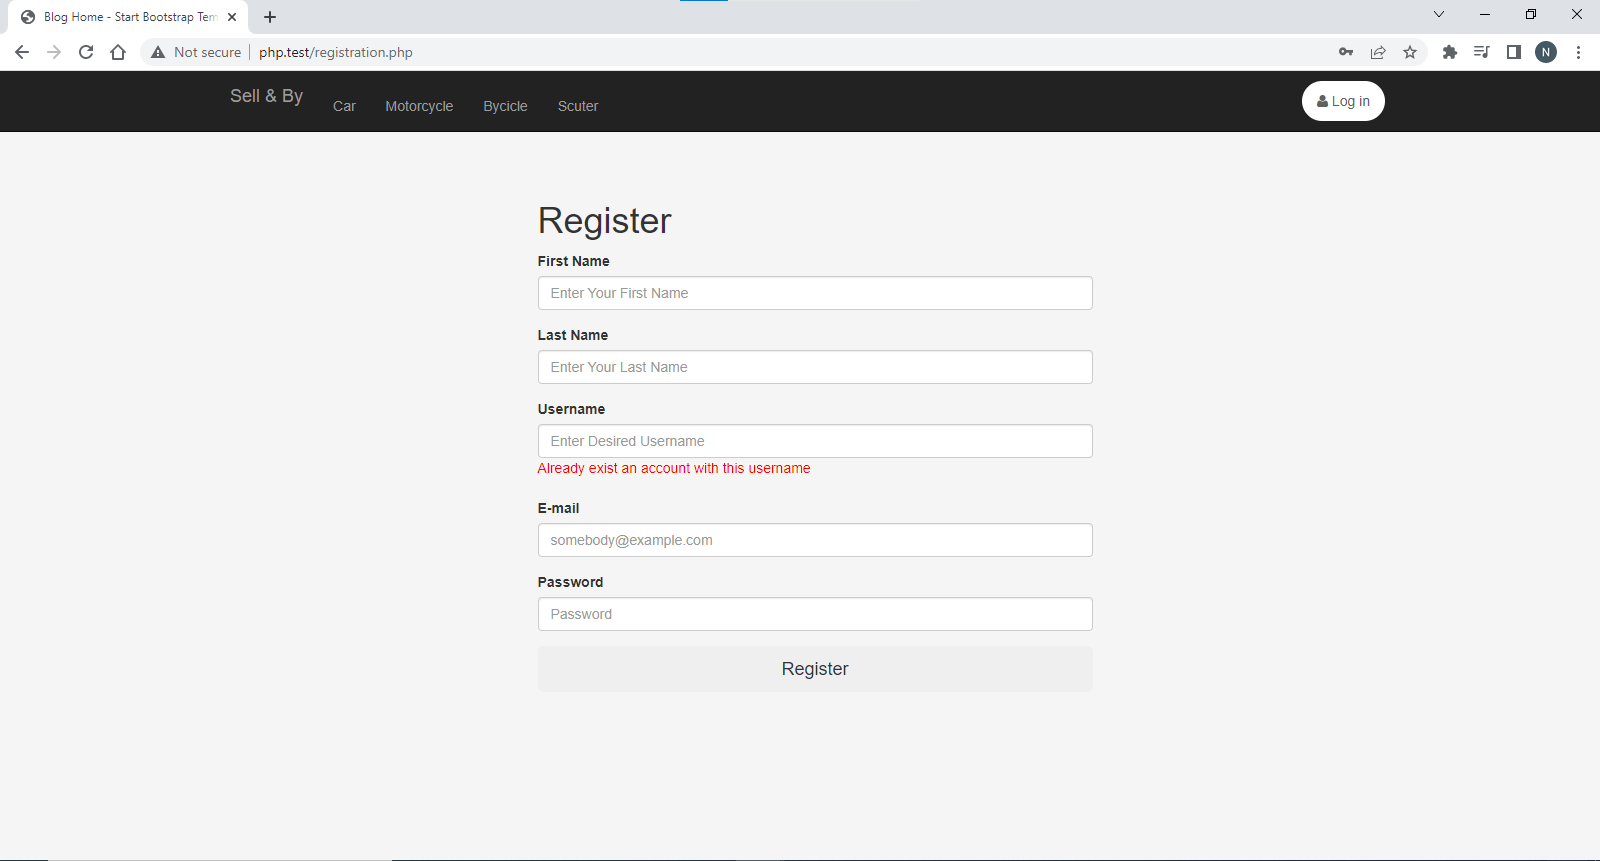 Blog Home - Start Bootstrap Tem
Not secure
php.test/registration.php
N
Sell & By
Car
Motorcycle
Bycicle
Scuter
Log in
Register
First Name
Enter Your First Name
Last Name
Enter Your Last Name
Username
Enter Desired Username
Already exist an account with this username
E-mail
somebody@example.com
Password
Password
Register